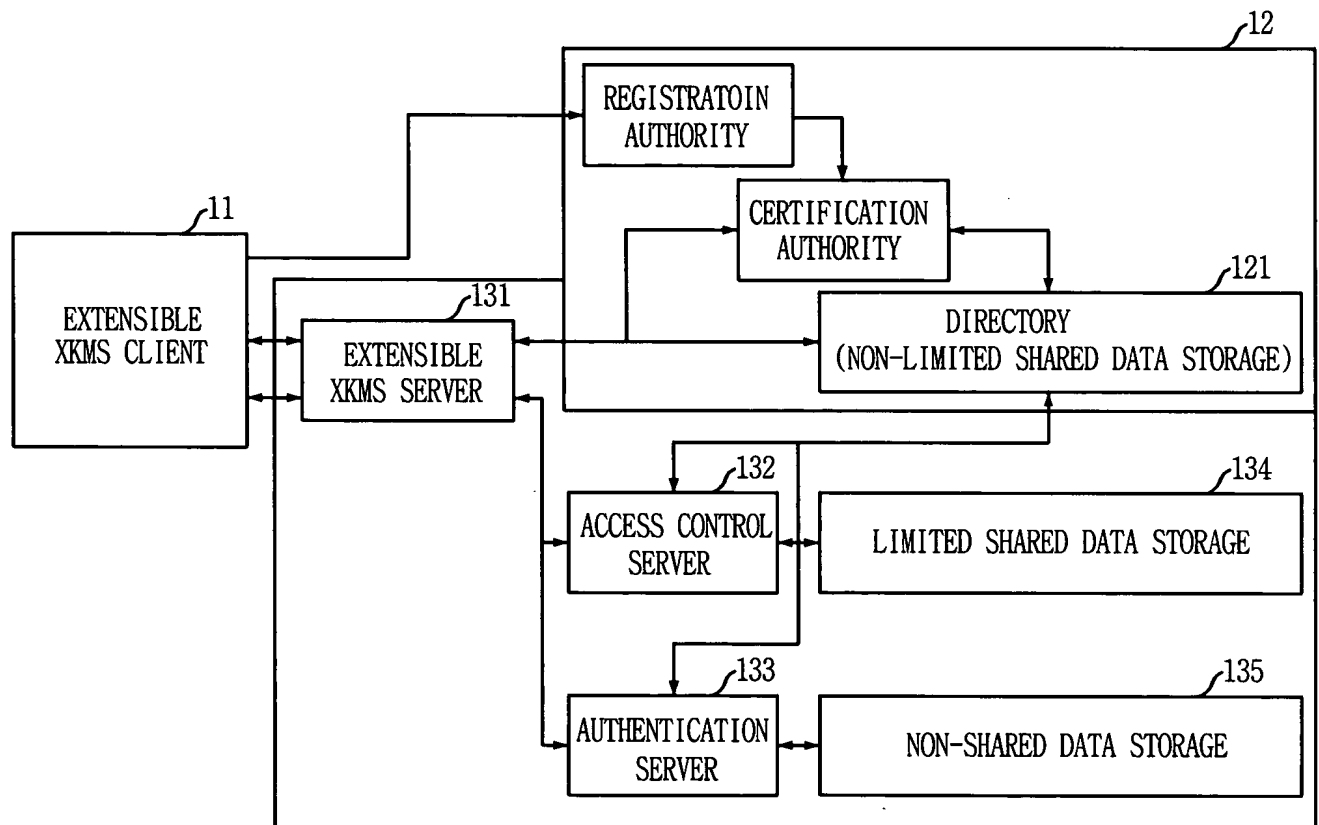 12
REGISTRATOIN
AUTHORITY
11
CERTIFICATION
AUTHORITY
131
121
EXTENSIBLE
XKMS CLIENT
EXTENSIBLE
XKMS SERVER
DIRECTORY
(NON-LIMITED SHARED DATA STORAGE)
132
134
ACCESS CONTROL
SERVER
LIMITED SHARED DATA STORAGE
133
135
AUTHENTICATION
SERVER
NON-SHARED DATA STORAGE